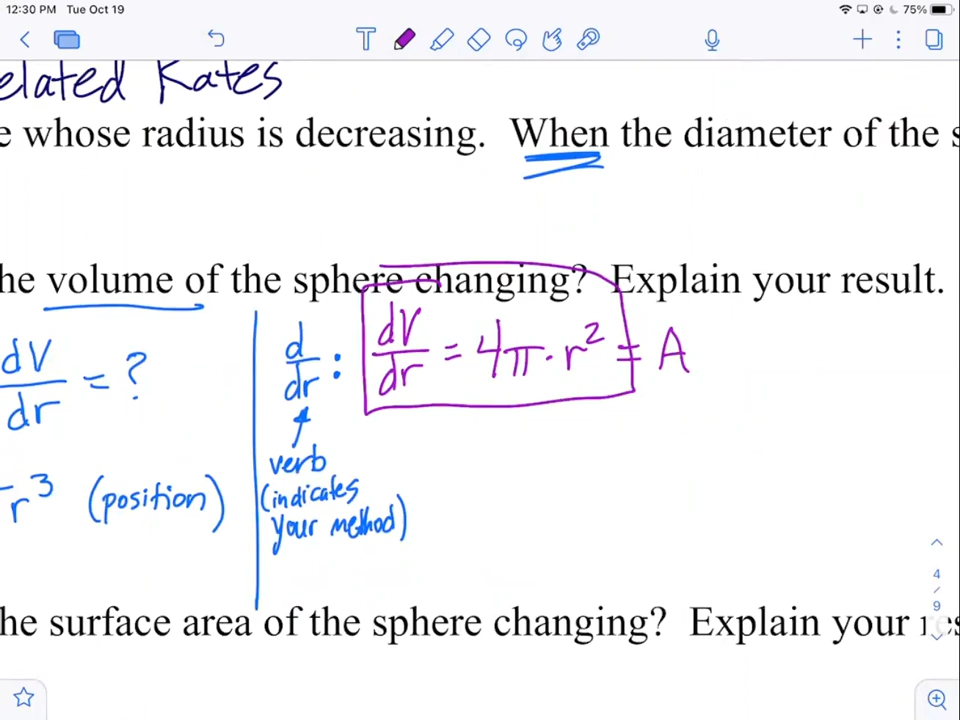 12:30 PM Tue Oct 19
75%
T
elated Rates
e whose radius is decreasing. When the diameter of the s
he volume of the sphere changing? Explain your result.
dV/dr = ?
d/dr : dV/dr = 4π · r² = A
verb
(indicates
your method)
r³ (position)
4
/
9
he surface area of the sphere changing? Explain your res